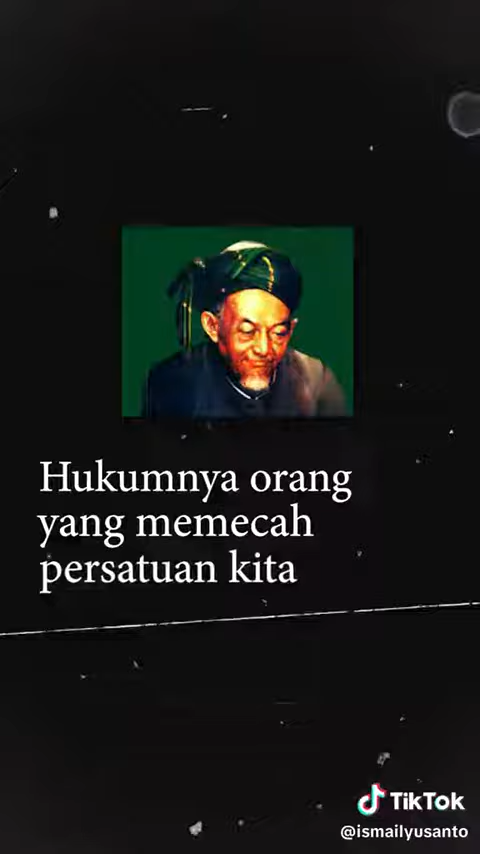 Hukumnya orang
yang memecah
persatuan kita
TikTok
@ismailyusanto